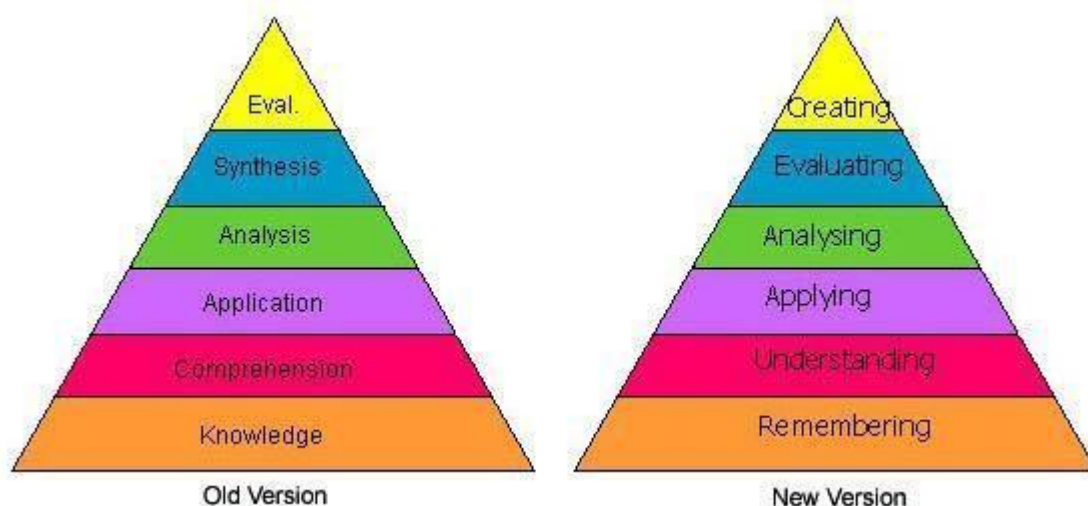 Eval.
Synthesis
Analysis
Application
Comprehension
Knowledge
Old Version
Creating
Evaluating
Analysing
Applying
Understanding
Remembering
New Version